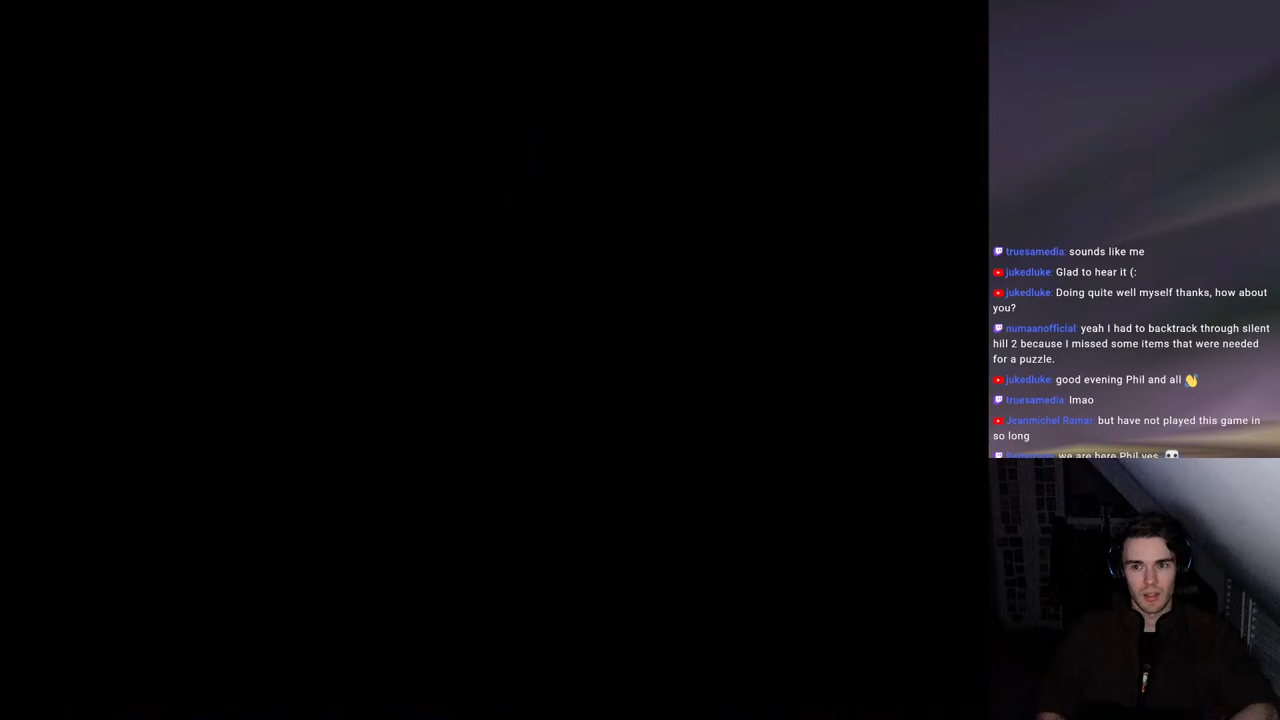 truesamedia: sounds like me
jukedluke: Glad to hear it (:
jukedluke: Doing quite well myself thanks, how about
you?
numaanofficial: yeah I had to backtrack through silent
hill 2 because I missed some items that were needed
for a puzzle.
jukedluke: good evening Phil and all 👋
truesamedia: lmao
Jeanmichel Ramar: but have not played this game in
so long
we are here Phil yes